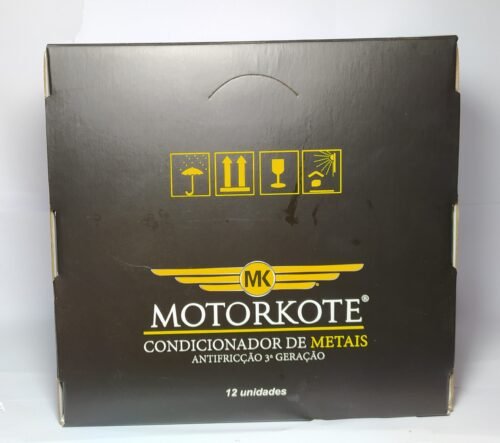 MK
MOTORKOTE®
CONDICIONADOR DE METAIS
ANTIFRICÇÃO 3ª GERAÇÃO
12 unidades